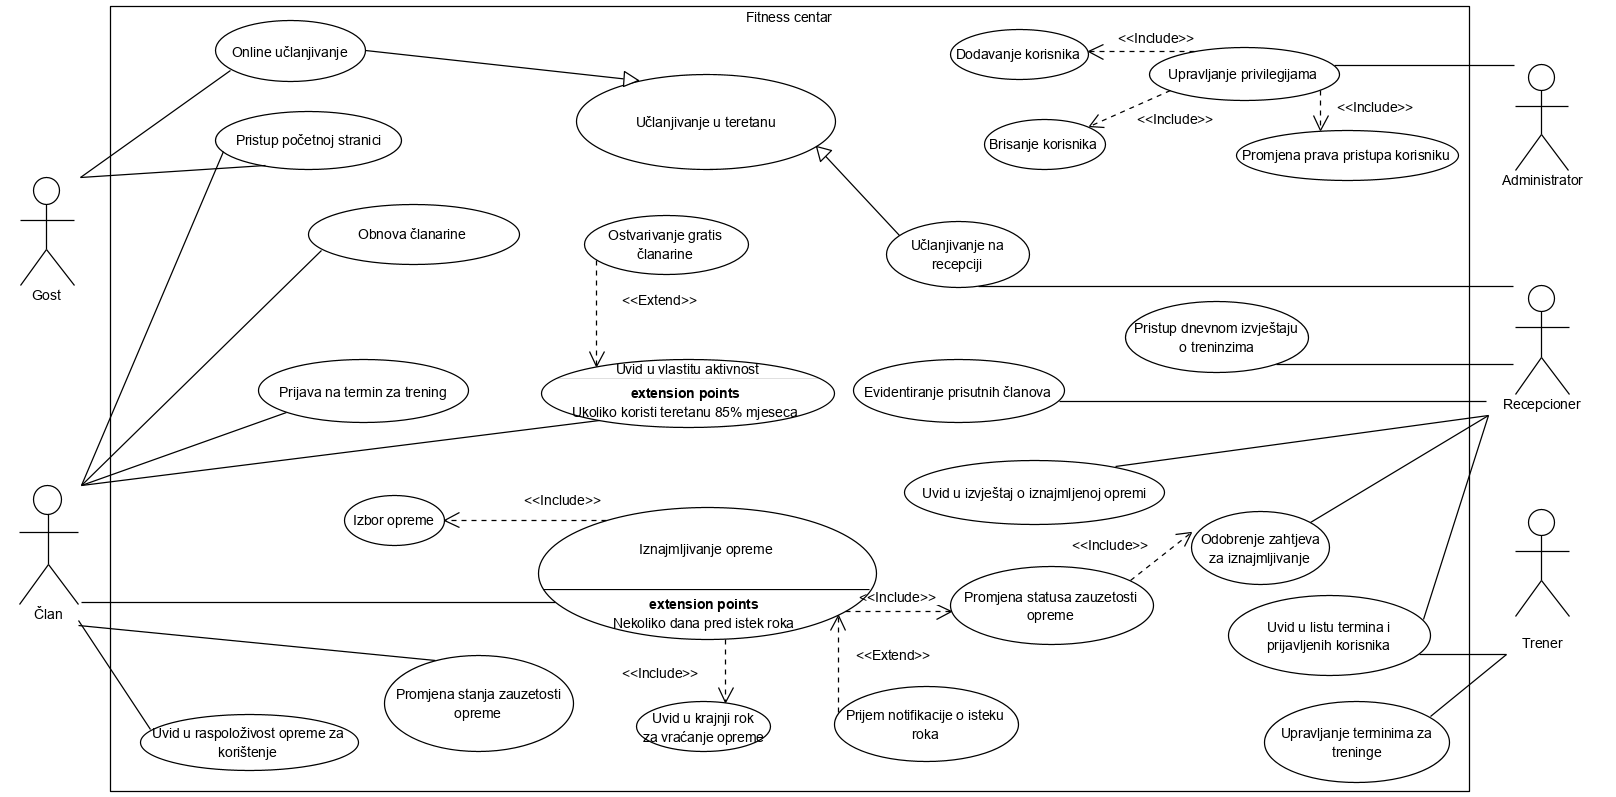 Fitness centar
Online učlanjivanje
Dodavanje korisnika
<<Include>>
Upravljanje privilegijama
Učlanjivanje u teretanu
<<Include>>
<<Include>>
Pristup početnoj stranici
Brisanje korisnika
Promjena prava pristupa korisniku
Administrator
Gost
Obnova članarine
Ostvarivanje gratis
članarine
Učlanjivanje na
recepciji
<<Extend>>
Pristup dnevnom izvještaju
o treninzima
Recepcioner
Prijava na termin za trening
Uvid u vlastitu aktivnost
extension points
Ukoliko koristi teretanu 85% mjeseca
Evidentiranje prisutnih članova
Uvid u izvještaj o iznajmljenoj opremi
Izbor opreme
<<Include>>
Iznajmljivanje opreme
extension points
Nekoliko dana pred istek roka
<<Include>>
Promjena statusa zauzetosti
opreme
<<Include>>
Odobrenje zahtjeva
za iznajmljivanje
Član
Trener
Uvid u listu termina i
prijavljenih korisnika
<<Include>>
<<Extend>>
Promjena stanja zauzetosti
opreme
Uvid u krajnji rok
za vraćanje opreme
Prijem notifikacije o isteku
roka
Uvid u raspoloživost opreme za
korištenje
Upravljanje terminima za
treninge